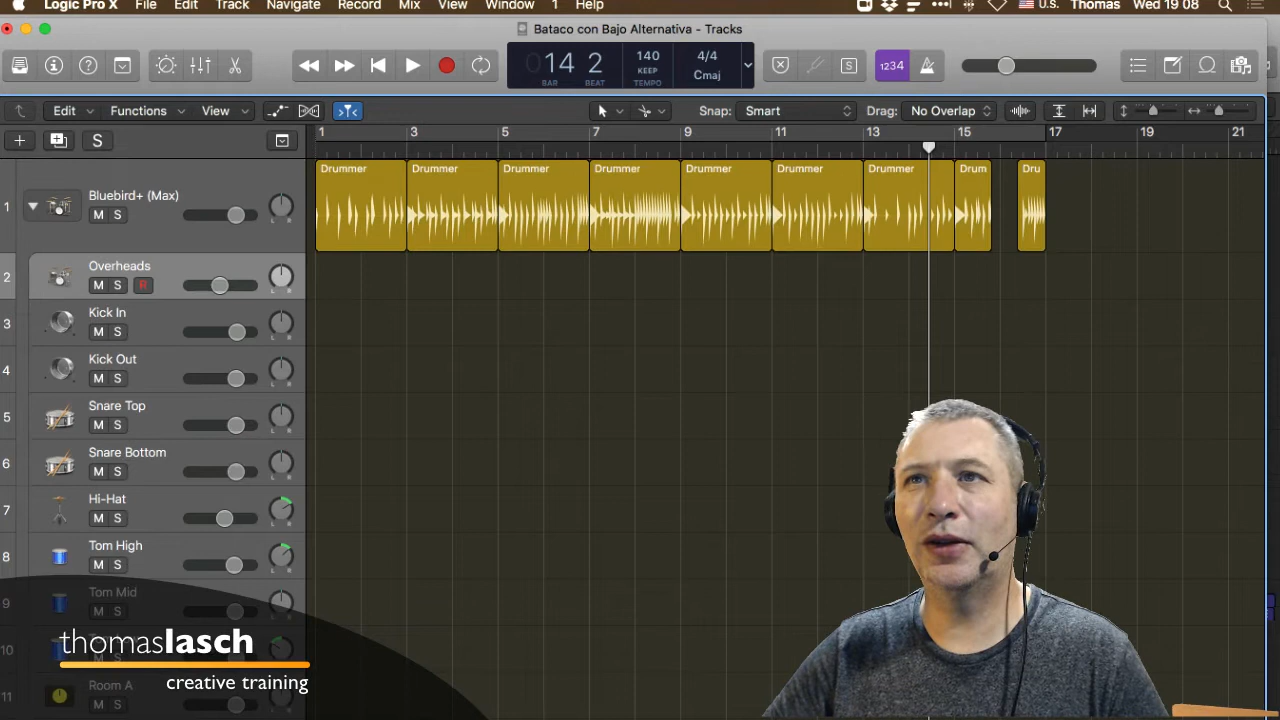 Logic Pro X File Edit Track Navigate Record Mix View Window 1 Help U.S. Thomas Wed 19 08
Bataco con Bajo Alternativa - Tracks
14 2 140 4/4
KEEP Cmaj
BAR BEAT TEMPO
S 1234
Edit Functions View Snap: Smart Drag: No Overlap
S 1 3 5 7 9 11 13 15 17 19 21
Drummer Drummer Drummer Drummer Drummer Drummer Drummer Drum Dru
1 Bluebird+ (Max)
M S
2 Overheads
M S R L R
3 Kick In
M S L R
4 Kick Out
M S L R
5 Snare Top
M S L R
6 Snare Bottom
M S L R
7 Hi-Hat
M S L R
8 Tom High
M S L R
9 Tom Mid
M S
10
11 Room A
M S
thomaslasch
creative training